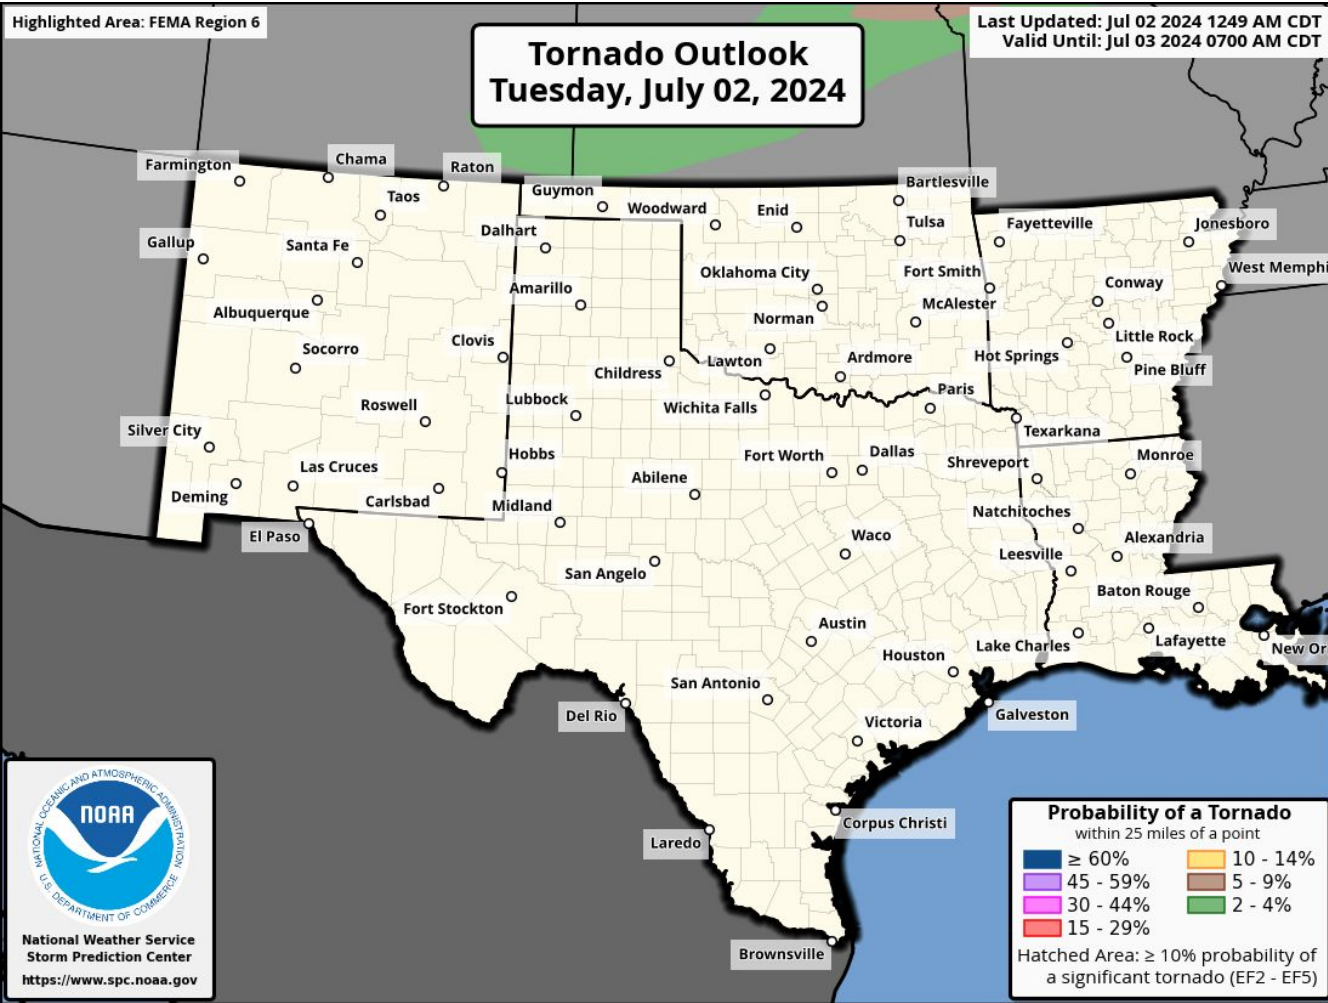 Highlighted Area: FEMA Region 6
Last Updated: Jul 02 2024 1249 AM CDT
Valid Until: Jul 03 2024 0700 AM CDT
Tornado Outlook
Tuesday, July 02, 2024
Farmington
Chama
Raton
Taos
Guymon
Woodward
Enid
Bartlesville
Tulsa
Fayetteville
Jonesboro
Gallup
Santa Fe
Dalhart
Oklahoma City
Fort Smith
West Memphi
Amarillo
Conway
Albuquerque
McAlester
Norman
Little Rock
Socorro
Clovis
Lawton
Ardmore
Hot Springs
Pine Bluff
Childress
Paris
Roswell
Lubbock
Wichita Falls
Silver City
Texarkana
Las Cruces
Hobbs
Fort Worth
Dallas
Shreveport
Monroe
Abilene
Deming
Carlsbad
Midland
Natchitoches
El Paso
Waco
Leesville
Alexandria
San Angelo
Baton Rouge
Fort Stockton
Austin
Lake Charles
Lafayette
New Or
Houston
San Antonio
Del Rio
Victoria
Galveston
Corpus Christi
Laredo
Brownsville
NATIONAL OCEANIC AND ATMOSPHERIC ADMINISTRATION
NOAA
U.S. DEPARTMENT OF COMMERCE
National Weather Service
Storm Prediction Center
https://www.spc.noaa.gov
Probability of a Tornado
within 25 miles of a point
≥ 60%
10 - 14%
45 - 59%
5 - 9%
30 - 44%
2 - 4%
15 - 29%
Hatched Area: ≥ 10% probability of
a significant tornado (EF2 - EF5)